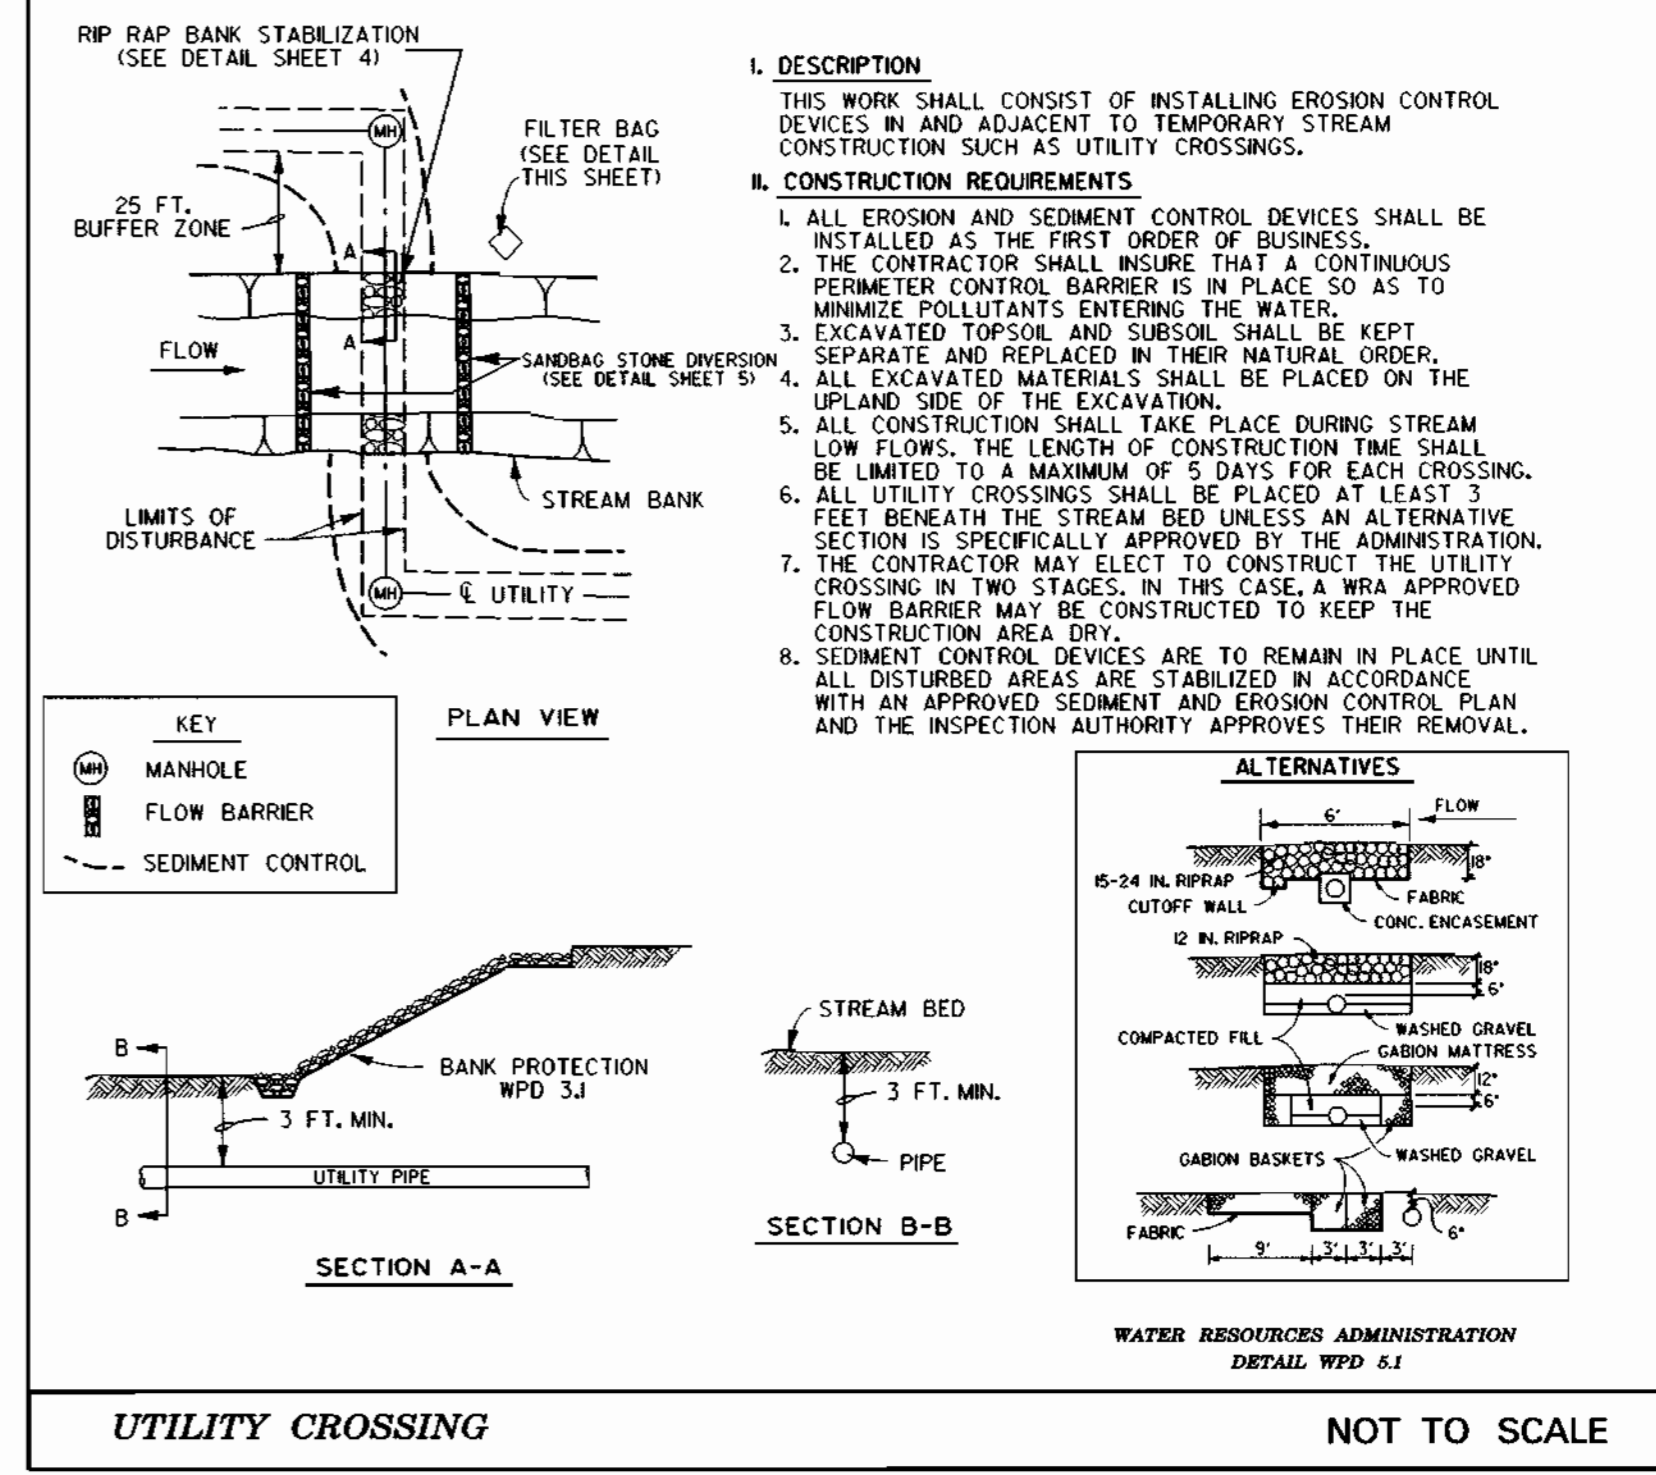 RIP RAP BANK STABILIZATION
(SEE DETAIL SHEET 4)
MH
FILTER BAG
(SEE DETAIL
THIS SHEET)
25 FT.
BUFFER ZONE
A
A
FLOW
SANDBAG STONE DIVERSION
(SEE DETAIL SHEET 5)
STREAM BANK
LIMITS OF
DISTURBANCE
MH
℄ UTILITY
PLAN VIEW
KEY
MH MANHOLE
FLOW BARRIER
SEDIMENT CONTROL
I. DESCRIPTION
THIS WORK SHALL CONSIST OF INSTALLING EROSION CONTROL
DEVICES IN AND ADJACENT TO TEMPORARY STREAM
CONSTRUCTION SUCH AS UTILITY CROSSINGS.
II. CONSTRUCTION REQUIREMENTS
1. ALL EROSION AND SEDIMENT CONTROL DEVICES SHALL BE
INSTALLED AS THE FIRST ORDER OF BUSINESS.
2. THE CONTRACTOR SHALL INSURE THAT A CONTINUOUS
PERIMETER CONTROL BARRIER IS IN PLACE SO AS TO
MINIMIZE POLLUTANTS ENTERING THE WATER.
3. EXCAVATED TOPSOIL AND SUBSOIL SHALL BE KEPT
SEPARATE AND REPLACED IN THEIR NATURAL ORDER.
4. ALL EXCAVATED MATERIALS SHALL BE PLACED ON THE
UPLAND SIDE OF THE EXCAVATION.
5. ALL CONSTRUCTION SHALL TAKE PLACE DURING STREAM
LOW FLOWS. THE LENGTH OF CONSTRUCTION TIME SHALL
BE LIMITED TO A MAXIMUM OF 5 DAYS FOR EACH CROSSING.
6. ALL UTILITY CROSSINGS SHALL BE PLACED AT LEAST 3
FEET BENEATH THE STREAM BED UNLESS AN ALTERNATIVE
SECTION IS SPECIFICALLY APPROVED BY THE ADMINISTRATION.
7. THE CONTRACTOR MAY ELECT TO CONSTRUCT THE UTILITY
CROSSING IN TWO STAGES. IN THIS CASE, A WRA APPROVED
FLOW BARRIER MAY BE CONSTRUCTED TO KEEP THE
CONSTRUCTION AREA DRY.
8. SEDIMENT CONTROL DEVICES ARE TO REMAIN IN PLACE UNTIL
ALL DISTURBED AREAS ARE STABILIZED IN ACCORDANCE
WITH AN APPROVED SEDIMENT AND EROSION CONTROL PLAN
AND THE INSPECTION AUTHORITY APPROVES THEIR REMOVAL.
B
BANK PROTECTION
WPD 3.1
3 FT. MIN.
UTILITY PIPE
B
SECTION A-A
STREAM BED
3 FT. MIN.
PIPE
SECTION B-B
ALTERNATIVES
6'
FLOW
18"
15-24 IN. RIPRAP
FABRIC
CUTOFF WALL
CONC. ENCASEMENT
12 IN. RIPRAP
18"
6"
WASHED GRAVEL
COMPACTED FILL
GABION MATTRESS
12"
6"
GABION BASKETS
WASHED GRAVEL
FABRIC
6"
9' 3' 3' 3'
WATER RESOURCES ADMINISTRATION
DETAIL WPD 5.1
UTILITY CROSSING
NOT TO SCALE